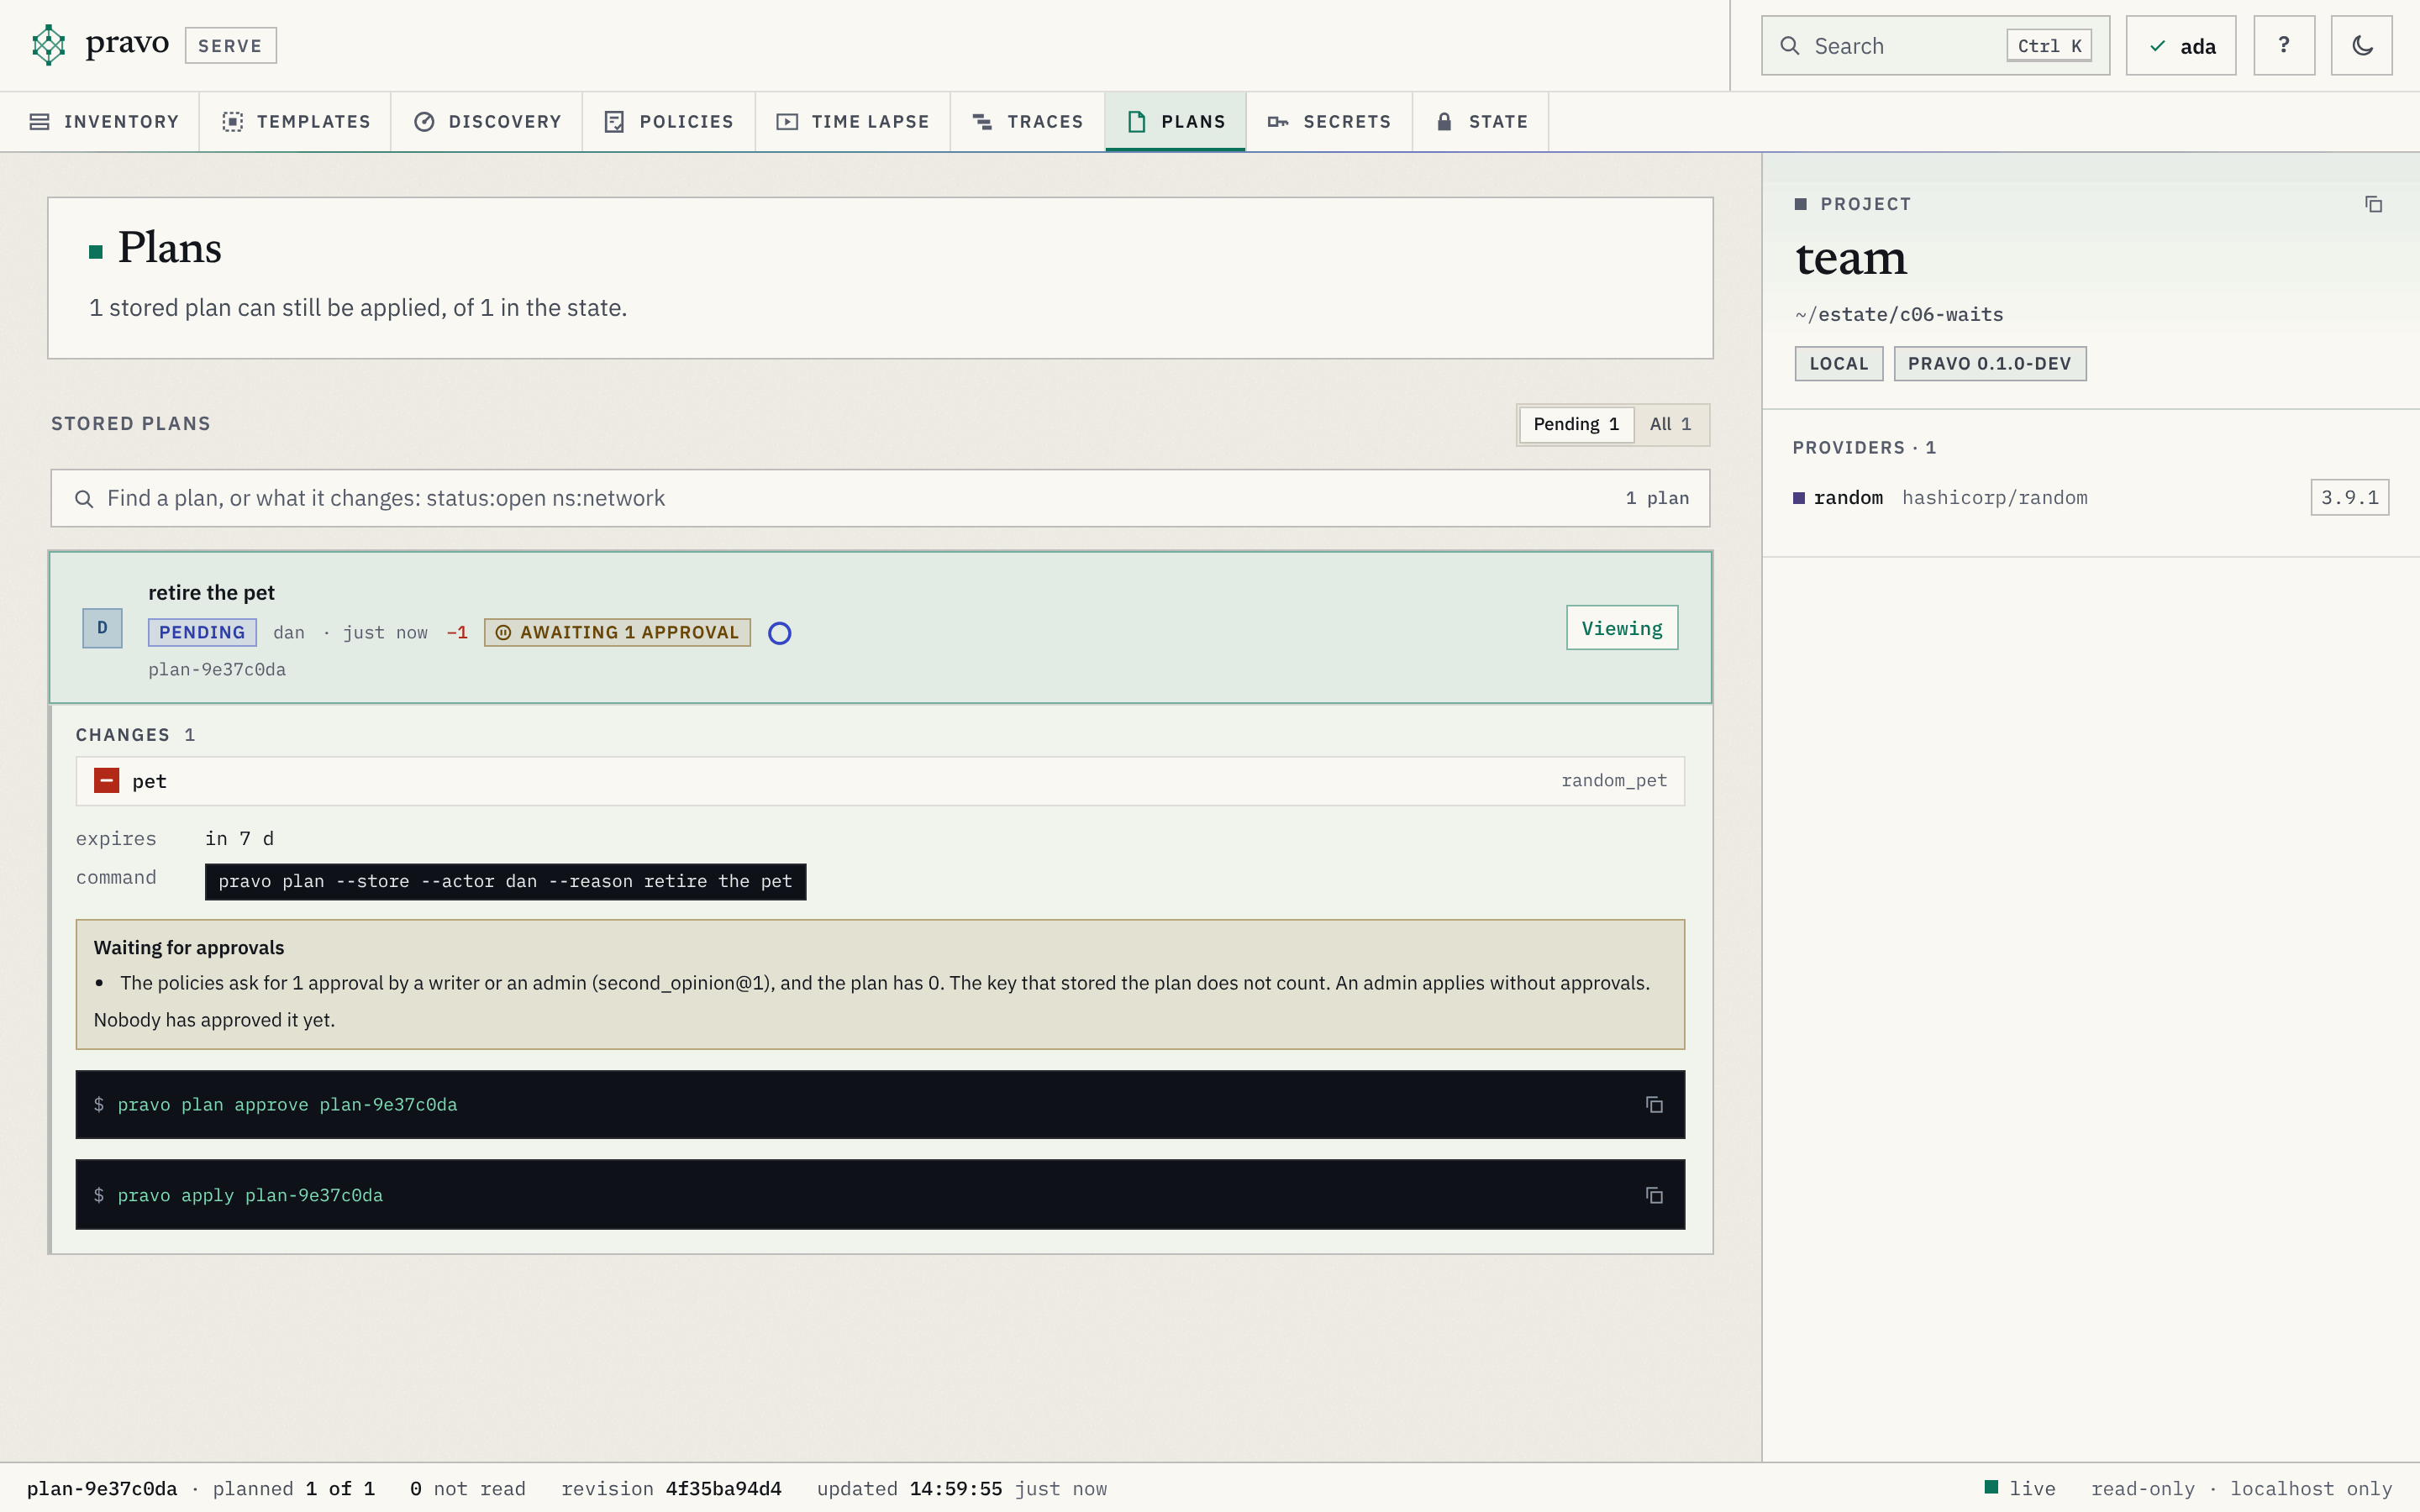 pravo SERVE
Search Ctrl K ada ?
INVENTORY TEMPLATES DISCOVERY POLICIES TIME LAPSE TRACES PLANS SECRETS STATE
Plans
1 stored plan can still be applied, of 1 in the state.
STORED PLANS Pending 1 All 1
Find a plan, or what it changes: status:open ns:network 1 plan
D
retire the pet
PENDING dan · just now −1 AWAITING 1 APPROVAL
plan-9e37c0da
Viewing
CHANGES 1
pet random_pet
expires in 7 d
command pravo plan --store --actor dan --reason retire the pet
Waiting for approvals
• The policies ask for 1 approval by a writer or an admin (second_opinion@1), and the plan has 0. The key that stored the plan does not count. An admin applies without approvals.
Nobody has approved it yet.
$ pravo plan approve plan-9e37c0da
$ pravo apply plan-9e37c0da
PROJECT
team
~/estate/c06-waits
LOCAL PRAVO 0.1.0-DEV
PROVIDERS · 1
random hashicorp/random 3.9.1
plan-9e37c0da · planned 1 of 1 0 not read revision 4f35ba94d4 updated 14:59:55 just now
live read-only · localhost only